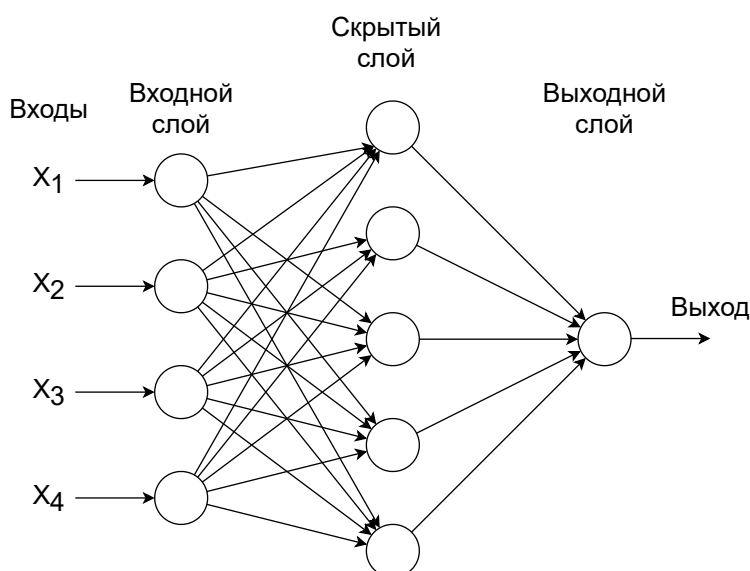 Скрытый
слой
Входы
Входной
слой
Выходной
слой
X1
X2
Выход
X3
X4